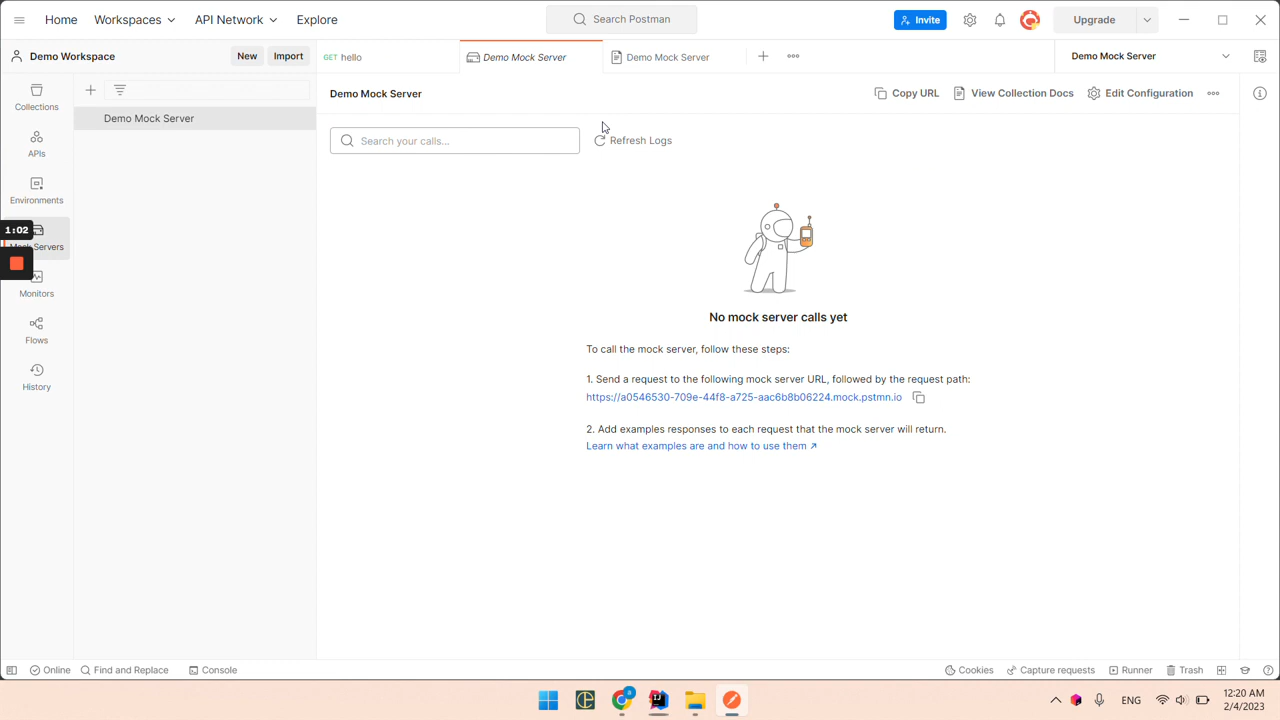 Home Workspaces API Network Explore Search Postman Invite Upgrade
Demo Workspace New Import GET hello Demo Mock Server Demo Mock Server Demo Mock Server
Collections
APIs
Environments
Servers
Monitors
Flows
History
1:02
Demo Mock Server
Demo Mock Server Copy URL View Collection Docs Edit Configuration
Search your calls... Refresh Logs
No mock server calls yet
To call the mock server, follow these steps:
1. Send a request to the following mock server URL, followed by the request path:
https://a0546530-709e-44f8-a725-aac6b8b06224.mock.pstmn.io
2. Add examples responses to each request that the mock server will return.
Learn what examples are and how to use them ↗
Online Find and Replace Console Cookies Capture requests Runner Trash
8 ENG 12:20 AM
2/4/2023